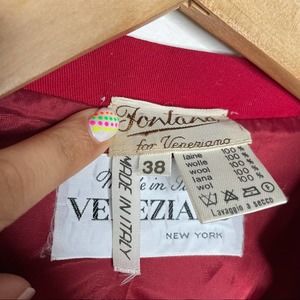 Fontana
for Veneziano
38
MADE IN ITALY
laine 100 %
wolle 100 %
wool 100 %
lana 100 %
wol 100 %
Lavaggio a secco
Made in
VENEZIA
NEW YORK